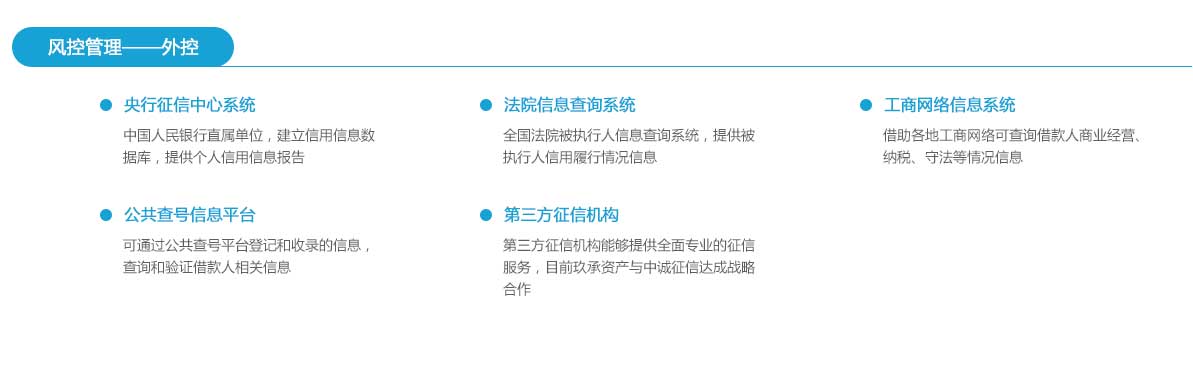 风控管理——外控
央行征信中心系统
中国人民银行直属单位，建立信用信息数
据库，提供个人信用信息报告
法院信息查询系统
全国法院被执行人信息查询系统，提供被
执行人信用履行情况信息
工商网络信息系统
借助各地工商网络可查询借款人商业经营、
纳税、守法等情况信息
公共查号信息平台
可通过公共查号平台登记和收录的信息，
查询和验证借款人相关信息
第三方征信机构
第三方征信机构能够提供全面专业的征信
服务，目前玖承资产与中诚征信达成战略
合作